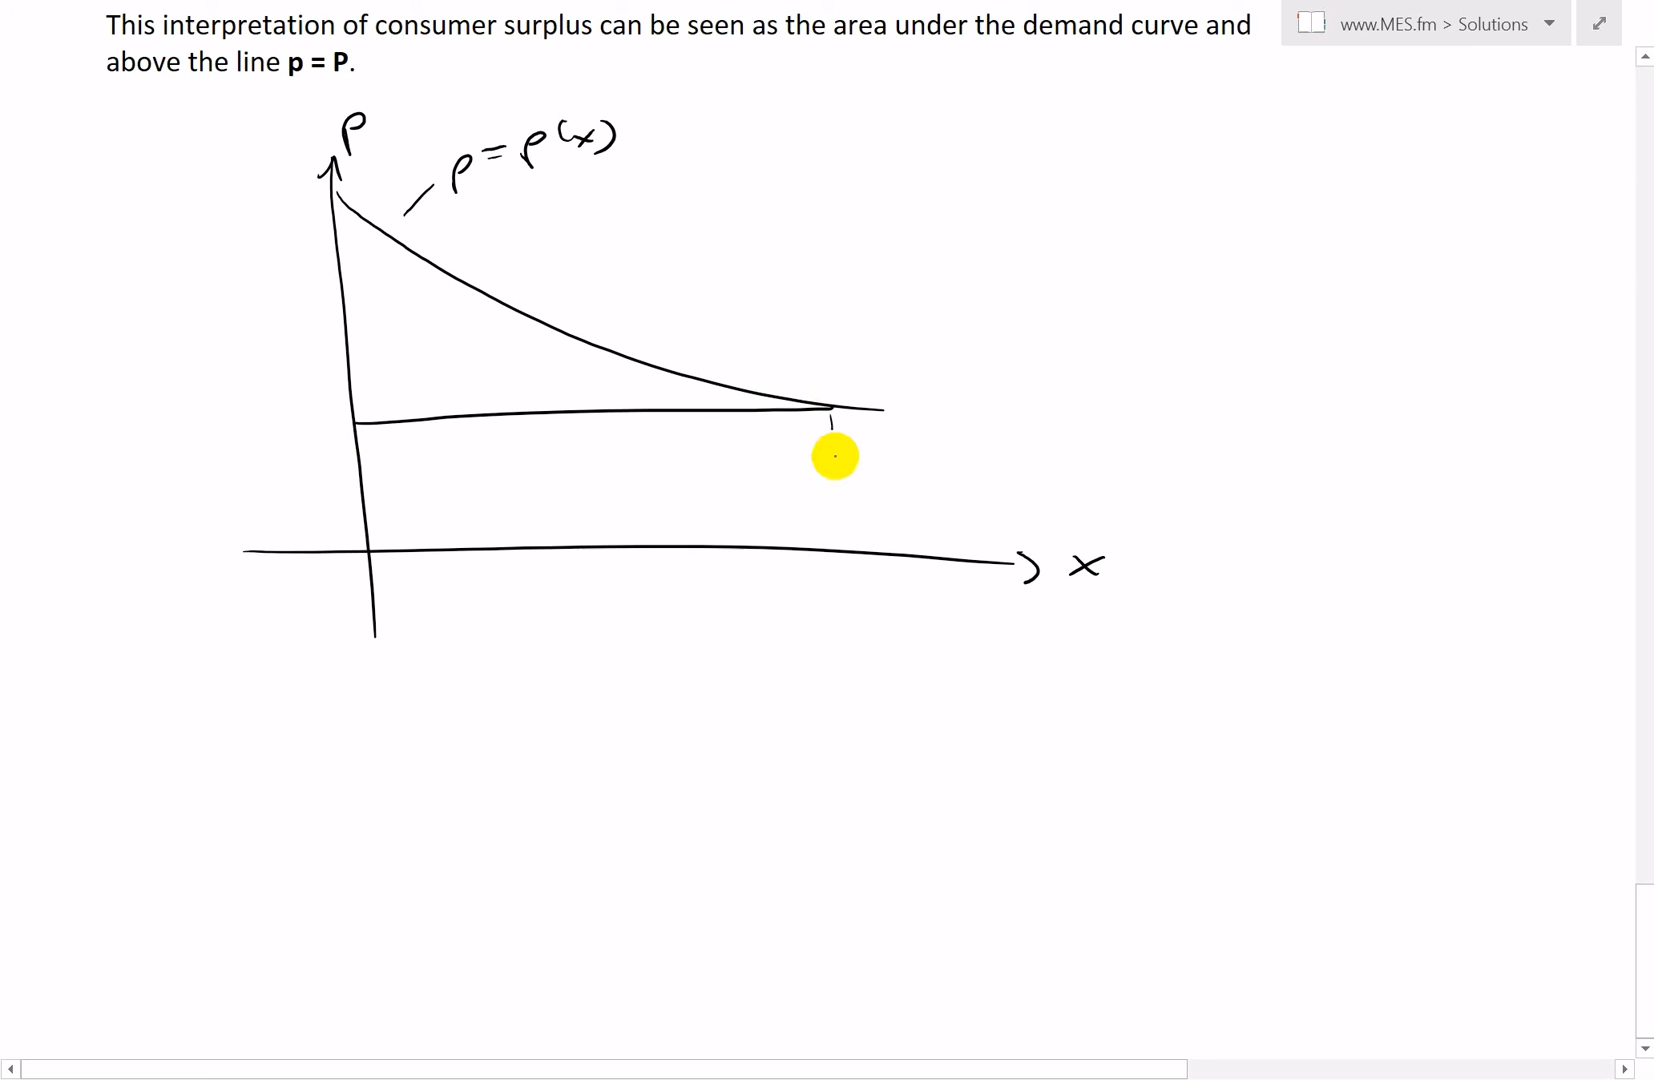 This interpretation of consumer surplus can be seen as the area under the demand curve and
above the line p = P.
www.MES.fm > Solutions
P
p = p(x)
x